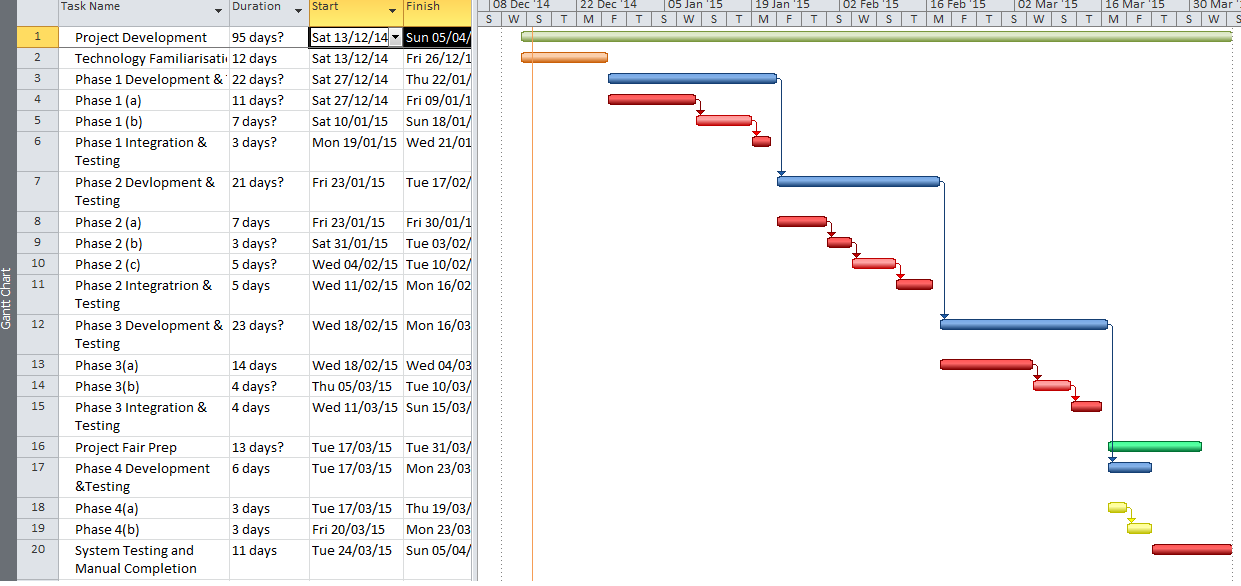 Task Name Duration Start Finish 08 Dec '14 22 Dec '14 05 Jan '15 19 Jan '15 02 Feb '15 16 Feb '15 02 Mar '15 16 Mar '15 30 Mar '15
S W S T M F T S W S T M F T S W S T M F T S W S T M F T S W
1 Project Development 95 days? Sat 13/12/14 Sun 05/04/
2 Technology Familiarisati 12 days Sat 13/12/14 Fri 26/12/1
3 Phase 1 Development & 22 days? Sat 27/12/14 Thu 22/01/
4 Phase 1 (a) 11 days? Sat 27/12/14 Fri 09/01/1
5 Phase 1 (b) 7 days? Sat 10/01/15 Sun 18/01/
6 Phase 1 Integration & 3 days? Mon 19/01/15 Wed 21/01
Testing
7 Phase 2 Devlopment & 21 days? Fri 23/01/15 Tue 17/02/
Testing
8 Phase 2 (a) 7 days Fri 23/01/15 Fri 30/01/1
9 Phase 2 (b) 3 days? Sat 31/01/15 Tue 03/02/
10 Phase 2 (c) 5 days? Wed 04/02/15 Tue 10/02/
11 Phase 2 Integratrion & 5 days Wed 11/02/15 Mon 16/02
Testing
12 Phase 3 Development & 23 days? Wed 18/02/15 Mon 16/03
Testing
13 Phase 3(a) 14 days Wed 18/02/15 Wed 04/03
14 Phase 3(b) 4 days? Thu 05/03/15 Tue 10/03/
15 Phase 3 Integration & 4 days Wed 11/03/15 Sun 15/03/
Testing
16 Project Fair Prep 13 days? Tue 17/03/15 Tue 31/03/
17 Phase 4 Development 6 days Tue 17/03/15 Mon 23/03
&Testing
18 Phase 4(a) 3 days Tue 17/03/15 Thu 19/03/
19 Phase 4(b) 3 days Fri 20/03/15 Mon 23/03
20 System Testing and 11 days Tue 24/03/15 Sun 05/04/
Manual Completion
Gantt Chart